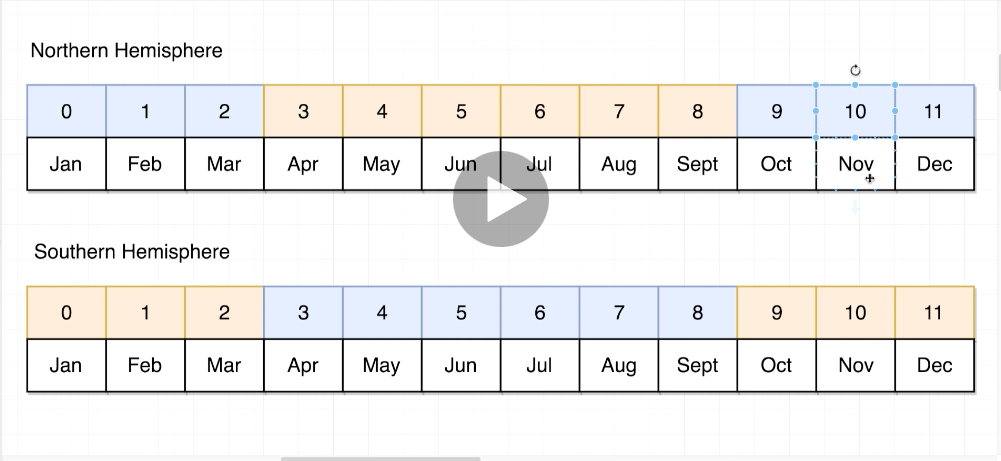 Northern Hemisphere
0 1 2 3 4 5 6 7 8 9 10 11
Jan Feb Mar Apr May Jun Jul Aug Sept Oct Nov Dec
Southern Hemisphere
0 1 2 3 4 5 6 7 8 9 10 11
Jan Feb Mar Apr May Jun Jul Aug Sept Oct Nov Dec